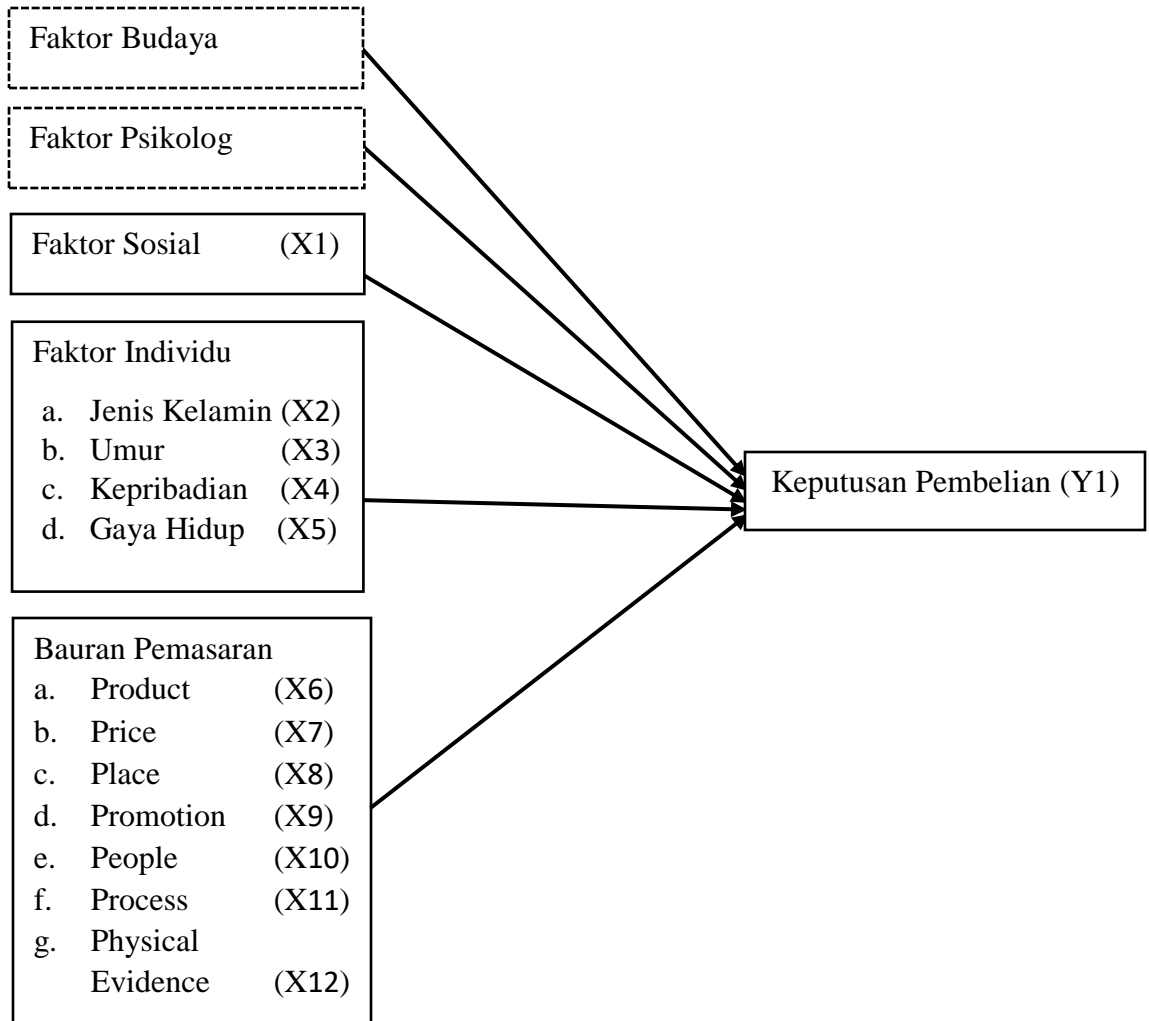 Faktor Budaya
Faktor Psikolog
Faktor Sosial (X1)
Faktor Individu
a. Jenis Kelamin (X2)
b. Umur (X3)
c. Kepribadian (X4)
d. Gaya Hidup (X5)
Bauran Pemasaran
a. Product (X6)
b. Price (X7)
c. Place (X8)
d. Promotion (X9)
e. People (X10)
f. Process (X11)
g. Physical
Evidence (X12)
Keputusan Pembelian (Y1)